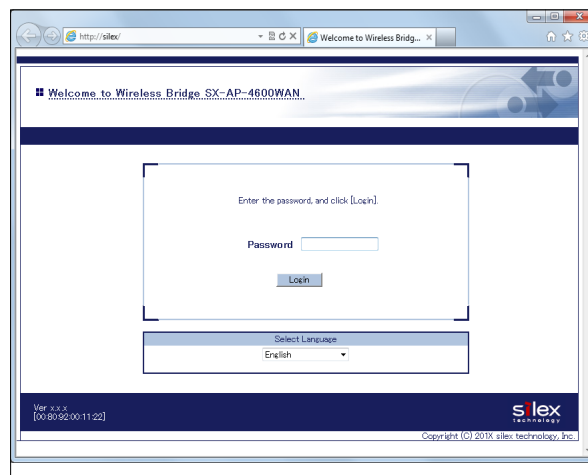 http://silex/
Welcome to Wireless Bridg...
Welcome to Wireless Bridge SX-AP-4600WAN
Enter the password, and click [Login].
Password
Login
Select Language
English
Ver x.x.x
[00:80:92:00:11:22]
silex
technology
Copyright (C) 201X silex technology, Inc.